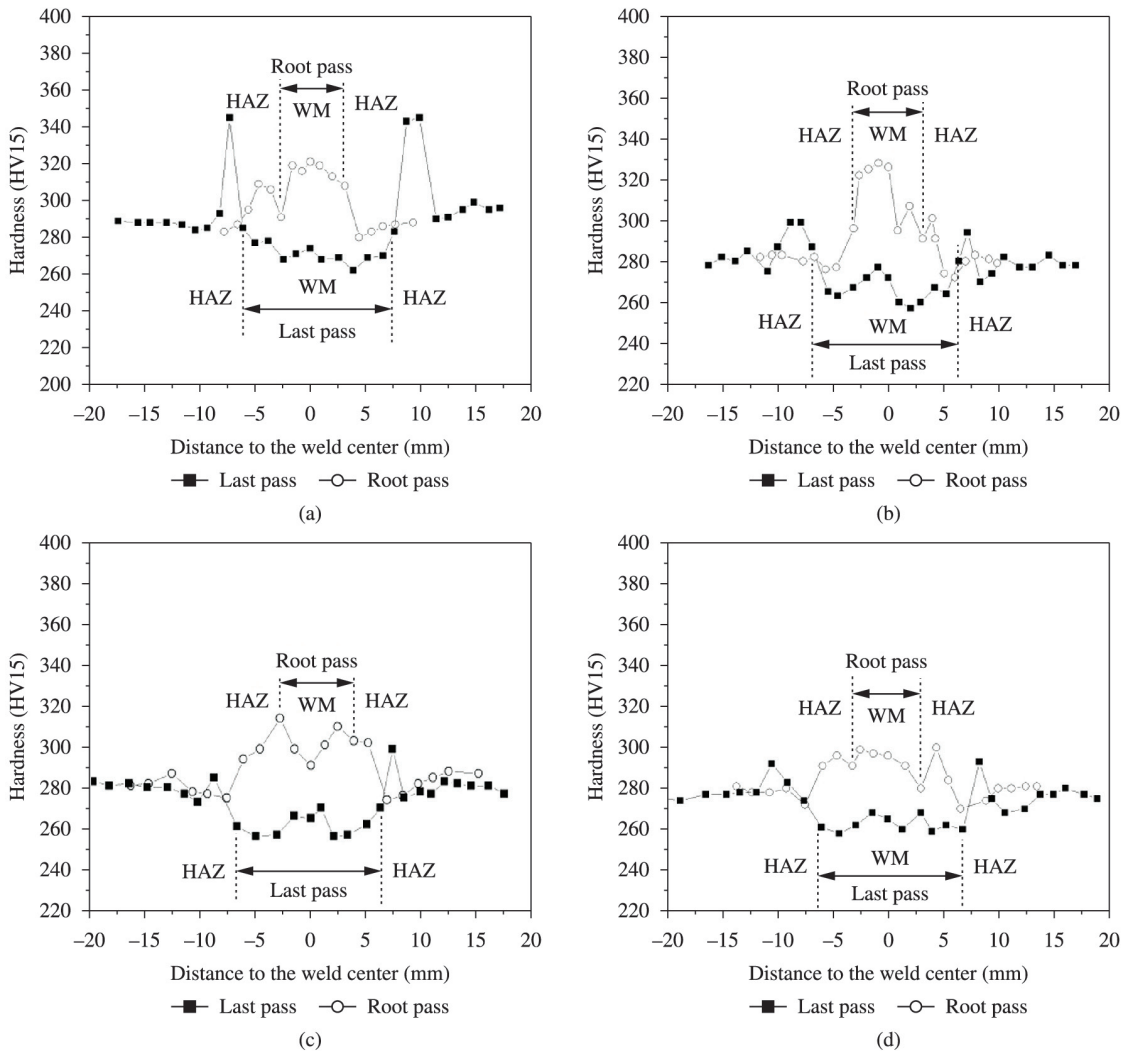 400
380
360
340
320
300
280
260
240
220
200
Hardness (HV15)
Root pass
HAZ
WM
HAZ
HAZ
WM
HAZ
Last pass
–20
–15
–10
–5
0
5
10
15
20
Distance to the weld center (mm)
Last pass
Root pass
(a)
400
380
360
340
320
300
280
260
240
220
Hardness (HV15)
Root pass
HAZ
WM
HAZ
HAZ
WM
HAZ
Last pass
–20
–15
–10
–5
0
5
10
15
20
Distance to the weld center (mm)
Last pass
Root pass
(b)
400
380
360
340
320
300
280
260
240
220
Hardness (HV15)
Root pass
HAZ
WM
HAZ
HAZ
HAZ
Last pass
–20
–15
–10
–5
0
5
10
15
20
Distance to the weld center (mm)
Last pass
Root pass
(c)
400
380
360
340
320
300
280
260
240
220
Hardness (HV15)
Root pass
HAZ
WM
HAZ
HAZ
WM
HAZ
Last pass
–20
–15
–10
–5
0
5
10
15
20
Distance to the weld center (mm)
Last pass
Root pass
(d)